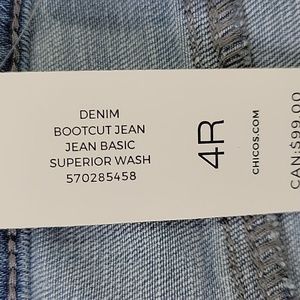 DENIM
BOOTCUT JEAN
JEAN BASIC
SUPERIOR WASH
570285458
4R
CHICOS.COM
CAN:$99.00